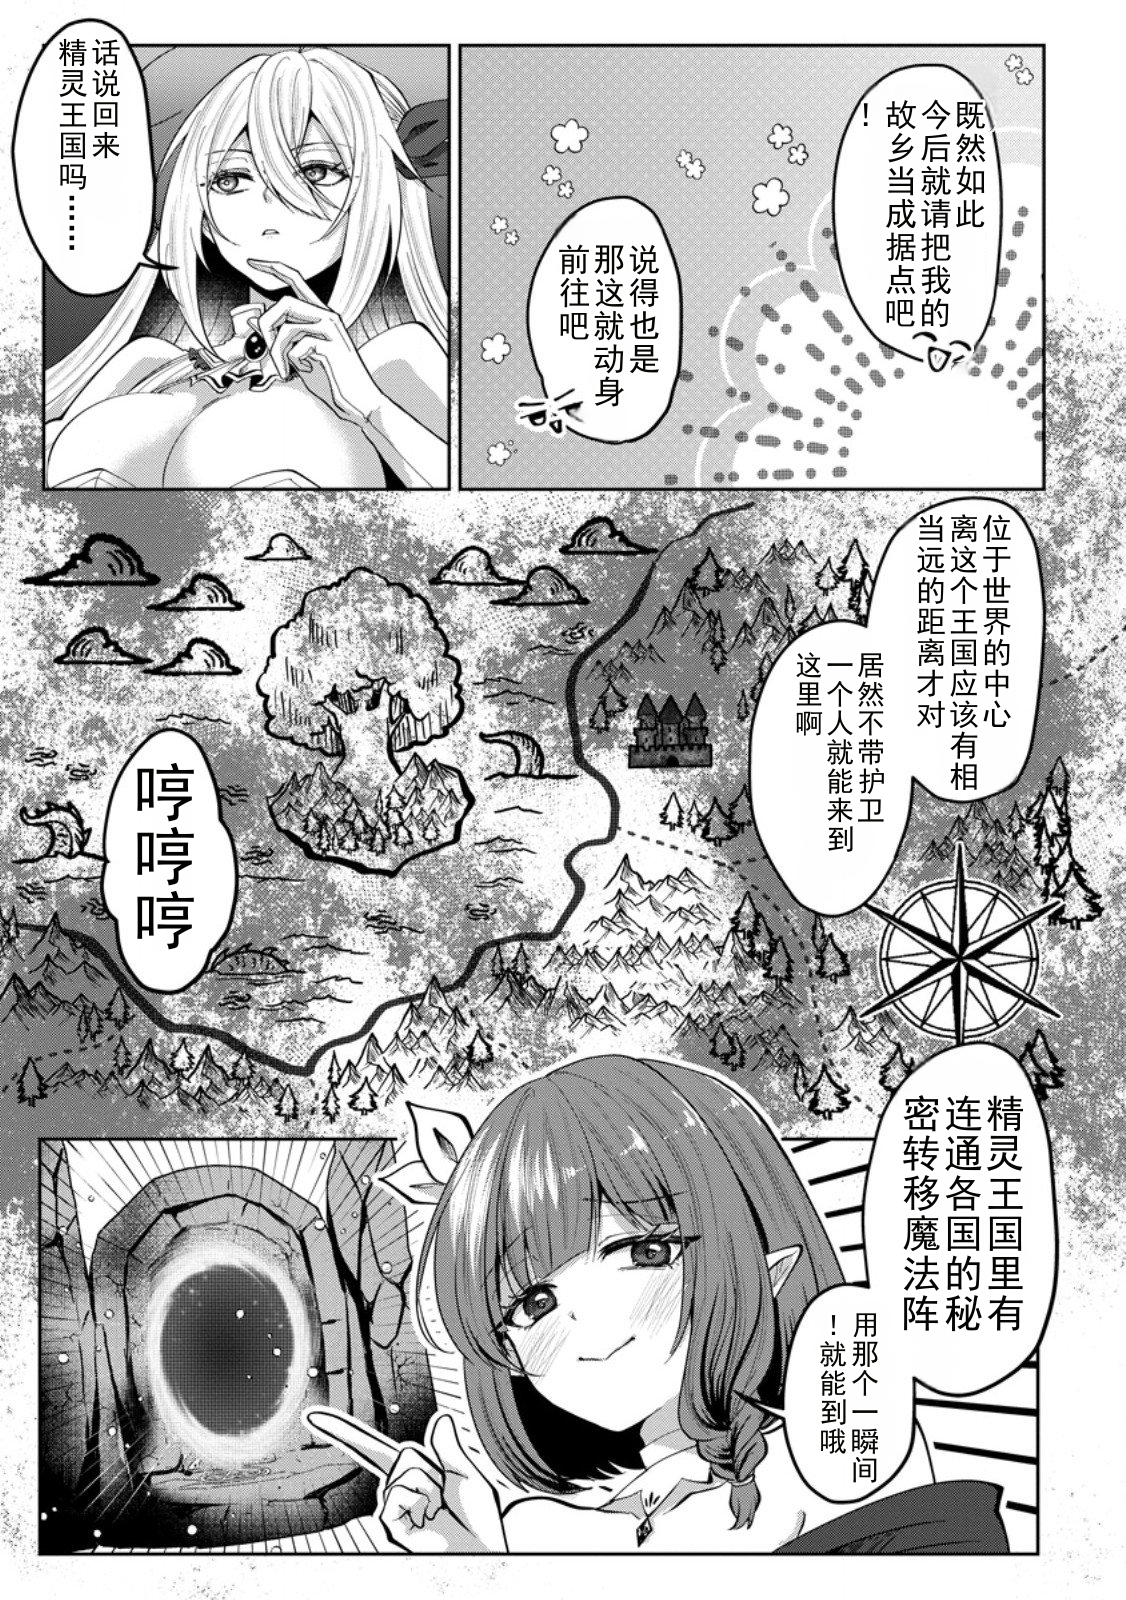 既然如此
今后就请把我的
故乡当成据点吧
！
说得也是
那这就动身
前往吧
话说回来
精灵王国吗……
位于世界的中心
离这个王国应该有相
当远的距离才对
居然不带护卫
一个人就能来到
这里啊
哼哼哼
精灵王国里有
连通各国的秘
密转移魔法阵
用那个一瞬间
！就能到哦